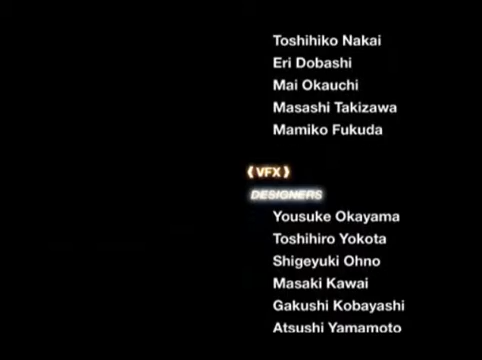 Toshihiko Nakai
Eri Dobashi
Mai Okauchi
Masashi Takizawa
Mamiko Fukuda
❨VFX❩
DESIGNERS
Yousuke Okayama
Toshihiro Yokota
Shigeyuki Ohno
Masaki Kawai
Gakushi Kobayashi
Atsushi Yamamoto